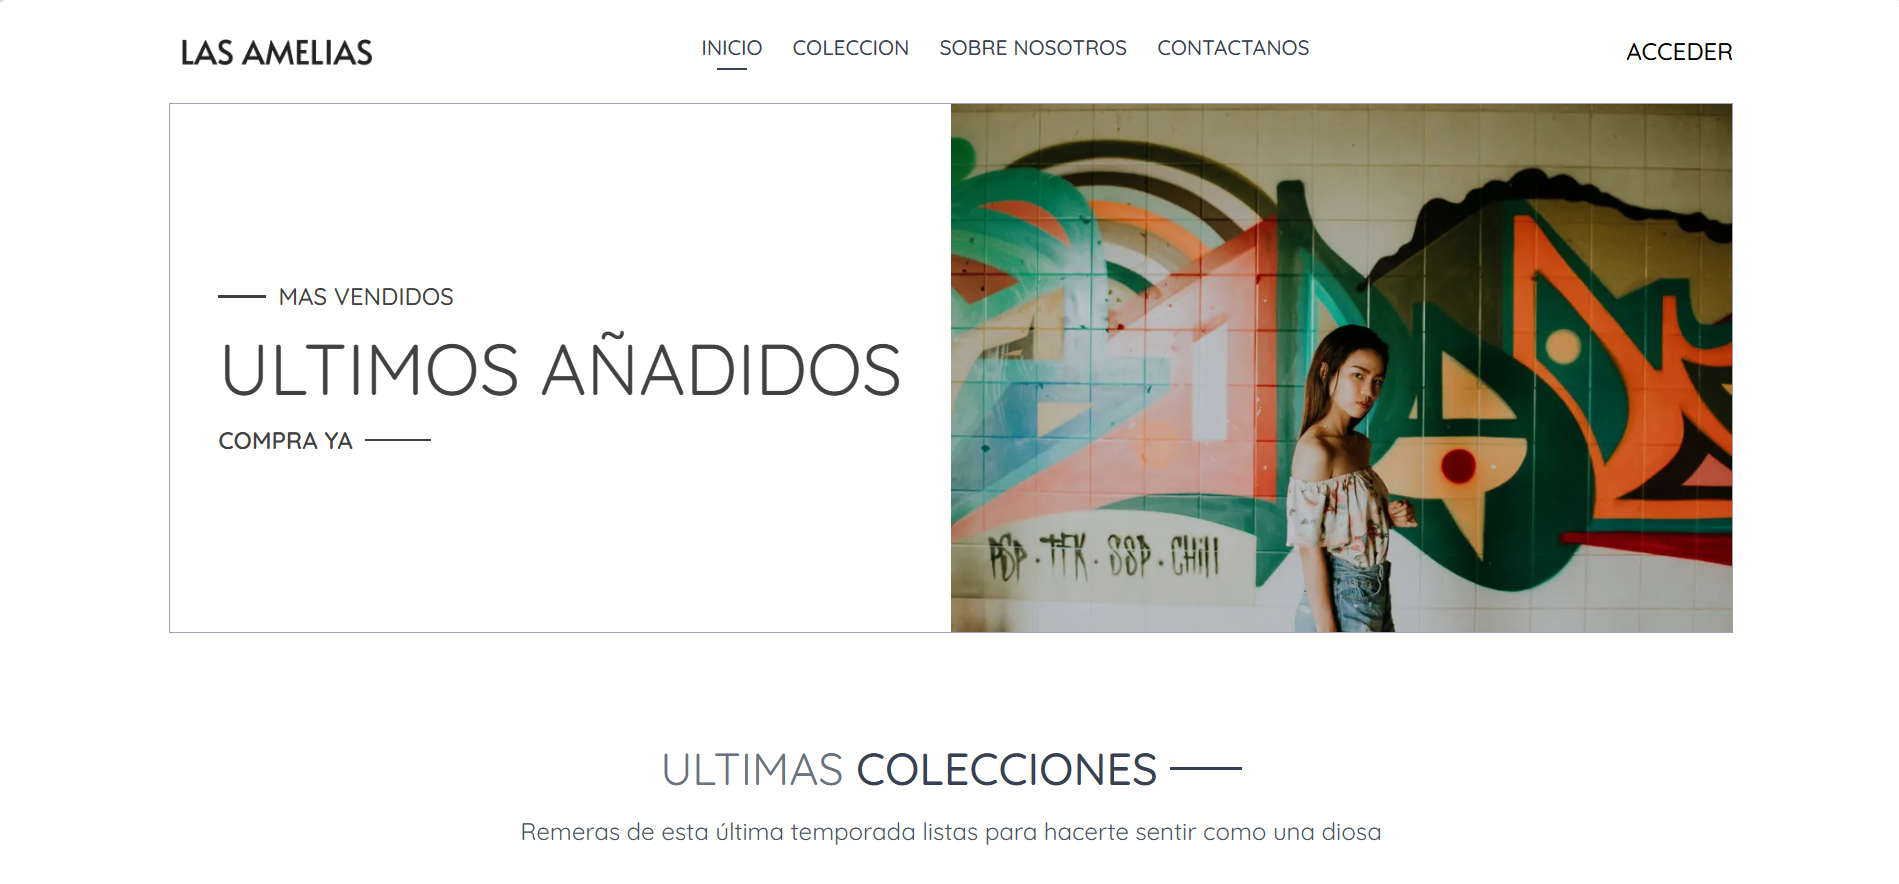 LAS AMELIAS
INICIO COLECCION SOBRE NOSOTROS CONTACTANOS
ACCEDER
MAS VENDIDOS
ULTIMOS AÑADIDOS
COMPRA YA
PSP · TFK · SSP · CHill
ULTIMAS COLECCIONES
Remeras de esta última temporada listas para hacerte sentir como una diosa